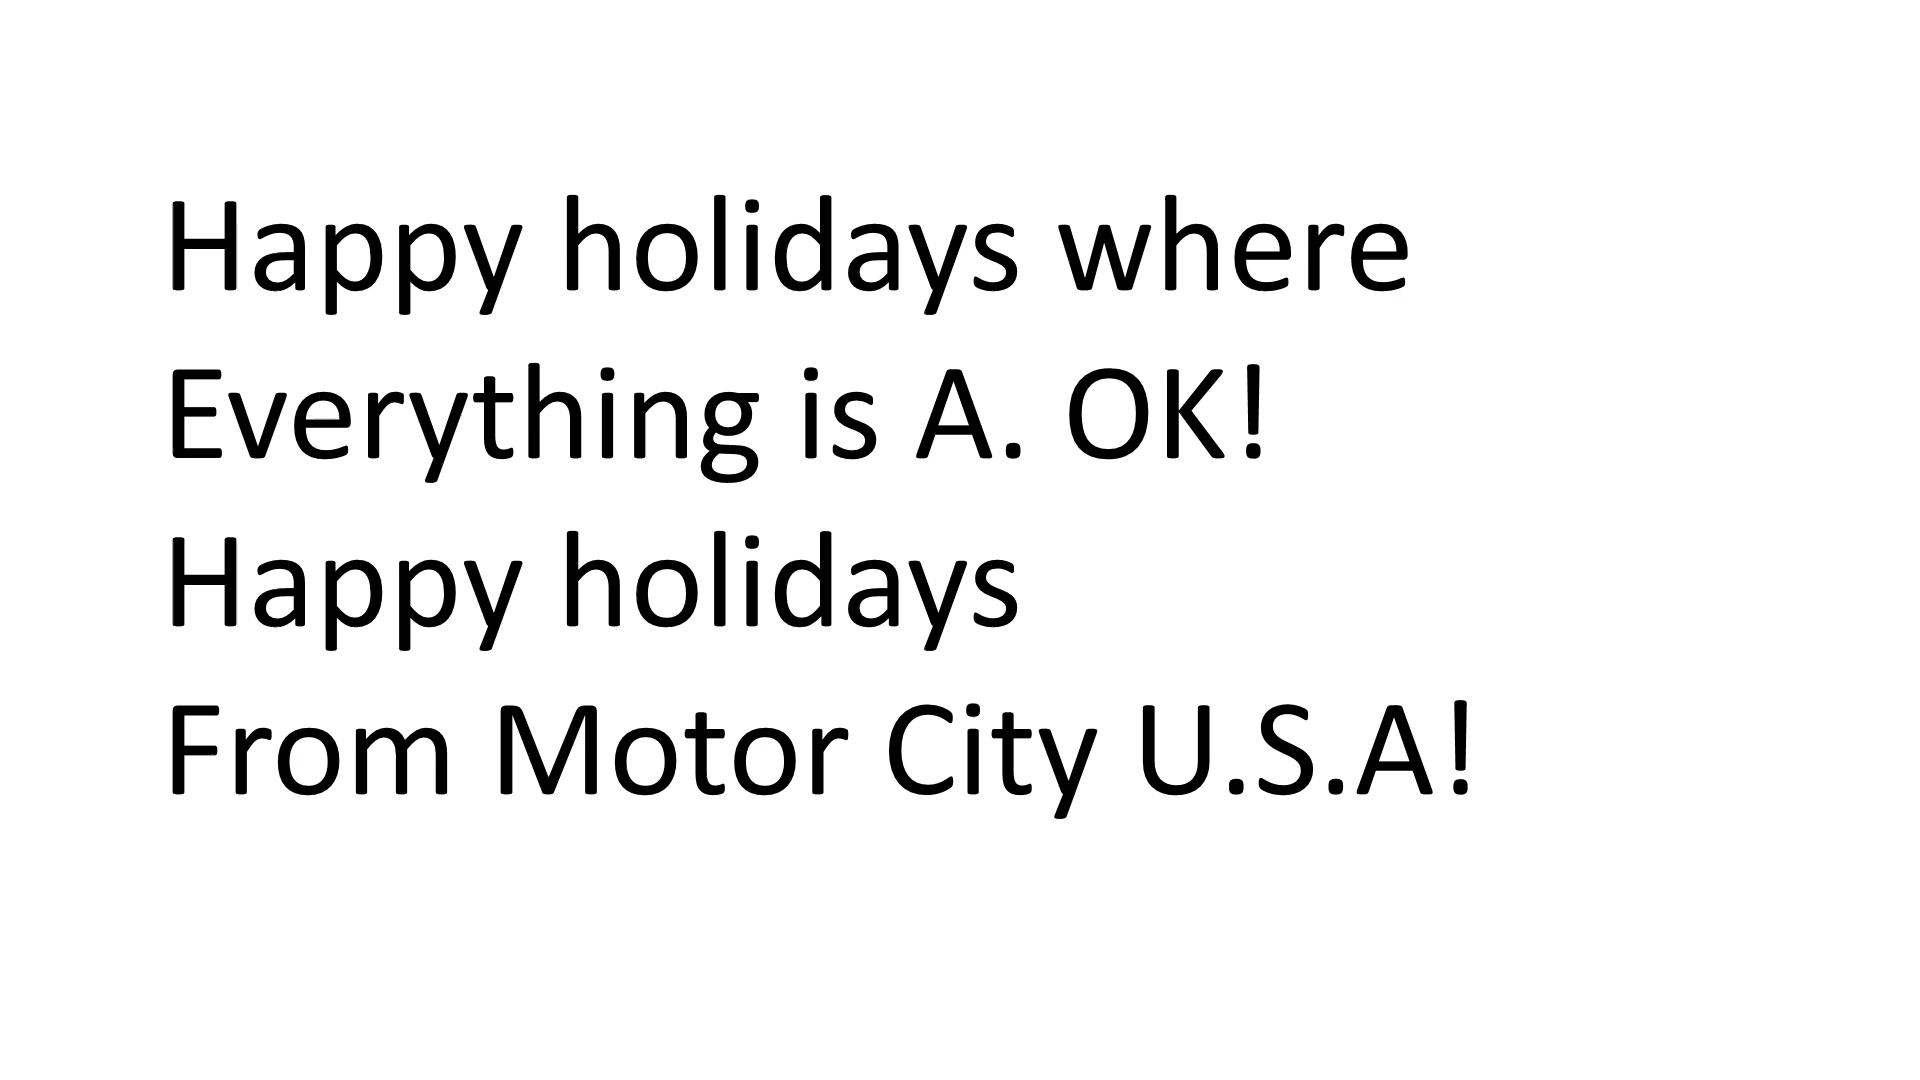 Happy holidays where
Everything is A. OK!
Happy holidays
From Motor City U.S.A!